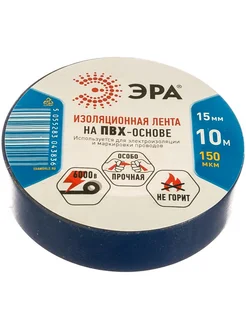 ЭРА
ИЗОЛЯЦИОННАЯ ЛЕНТА
НА ПВХ-ОСНОВЕ
Используется для электроизоляции
и маркировки проводов
15мм
10м
150
мкм
6000В
ОСОБО
ПРОЧНАЯ
НЕ ГОРИТ